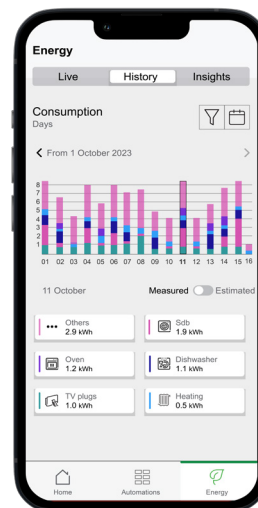 Energy
Live History Insights
Consumption
Days
From 1 October 2023
8
7
6
5
4
3
2
1
01 02 03 04 05 06 07 08 09 10 11 12 13 14 15 16
11 October Measured Estimated
Others Sdb
2.9 kWh 1.9 kWh
Oven Dishwasher
1.2 kWh 1.1 kWh
TV plugs Heating
1.0 kWh 0.5 kWh
Home Automations Energy